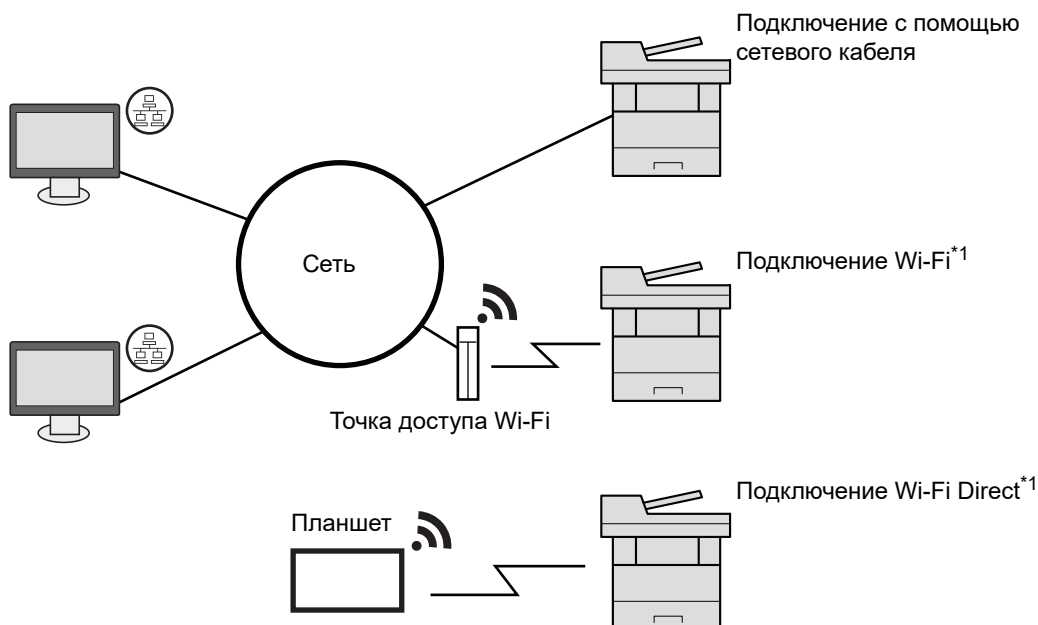 Подключение с помощью
сетевого кабеля
Сеть
Подключение Wi-Fi*1
Точка доступа Wi-Fi
Подключение Wi-Fi Direct*1
Планшет